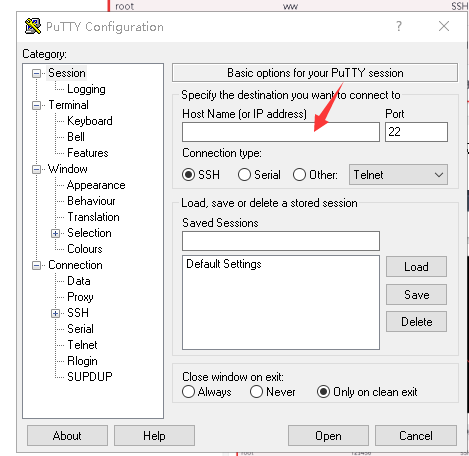 root ww SSH
PuTTY Configuration
Category:
Session
Logging
Terminal
Keyboard
Bell
Features
Window
Appearance
Behaviour
Translation
Selection
Colours
Connection
Data
Proxy
SSH
Serial
Telnet
Rlogin
SUPDUP
Basic options for your PuTTY session
Specify the destination you want to connect to
Host Name (or IP address) Port
22
Connection type:
SSH Serial Other: Telnet
Load, save or delete a stored session
Saved Sessions
Default Settings
Load
Save
Delete
Close window on exit:
Always Never Only on clean exit
About Help Open Cancel
root 123456